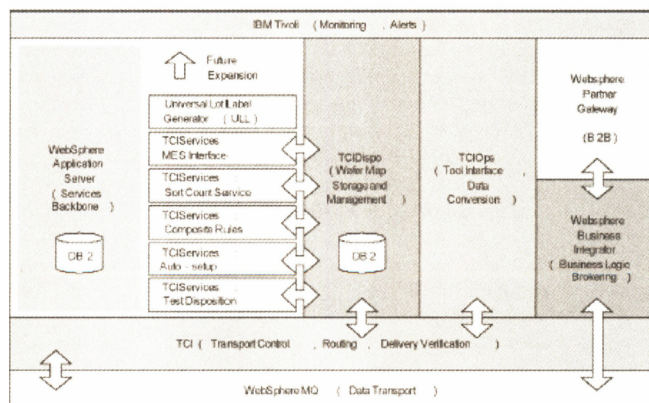 IBM Tivoli ( Monitoring , Alerts )
Future
Expansion
Universal Lot Label
Generator ( ULL )
TCIServices
MES Interface
TCIServices
Sort Count Service
TCIServices
Composite Rules
TCIServices
Auto - setup
TCIServices
Test Disposition
WebSphere
Application
Server
( Services
Backbone )
DB 2
TCIDispo
( Wafer Map
Storage and
Management )
DB 2
TCIOps
( Tool Interface ,
Data
Conversion )
Websphere
Partner
Gateway
(B 2B)
Websphere
Business
Integrator
( Business Logic
Brokering )
TCI ( Transport Control , Routing , Delivery Verification )
WebSphere MQ ( Data Transport )